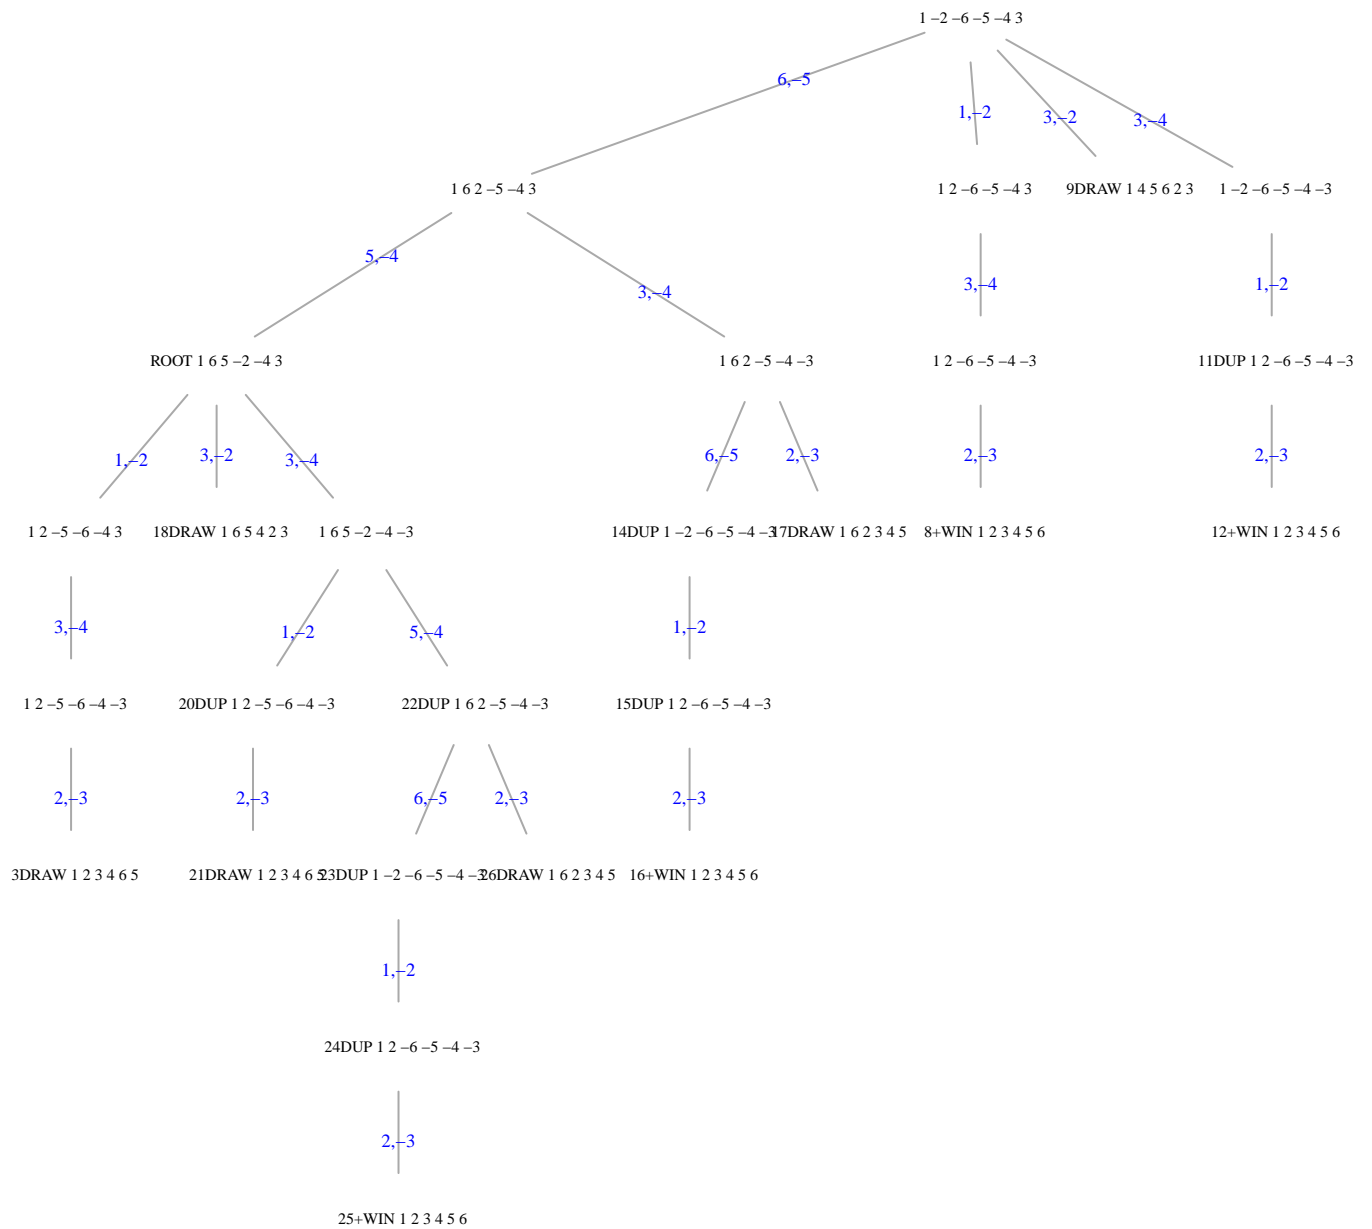 1 –2 –6 –5 –4 3
6,–5
1,–2
3,–2
3,–4
1 6 2 –5 –4 3
1 2 –6 –5 –4 3
9DRAW 1 4 5 6 2 3
1 –2 –6 –5 –4 –3
5,–4
3,–4
3,–4
1,–2
ROOT 1 6 5 –2 –4 3
1 6 2 –5 –4 –3
1 2 –6 –5 –4 –3
11DUP 1 2 –6 –5 –4 –3
1,–2
3,–2
3,–4
6,–5
2,–3
2,–3
2,–3
1 2 –5 –6 –4 3
18DRAW 1 6 5 4 2 3
1 6 5 –2 –4 –3
14DUP 1 –2 –6 –5 –4 –3
17DRAW 1 6 2 3 4 5
8+WIN 1 2 3 4 5 6
12+WIN 1 2 3 4 5 6
3,–4
1,–2
5,–4
1,–2
1 2 –5 –6 –4 –3
20DUP 1 2 –5 –6 –4 –3
22DUP 1 6 2 –5 –4 –3
15DUP 1 2 –6 –5 –4 –3
2,–3
2,–3
6,–5
2,–3
2,–3
3DRAW 1 2 3 4 6 5
21DRAW 1 2 3 4 6 5
23DUP 1 –2 –6 –5 –4 –3
26DRAW 1 6 2 3 4 5
16+WIN 1 2 3 4 5 6
1,–2
24DUP 1 2 –6 –5 –4 –3
2,–3
25+WIN 1 2 3 4 5 6